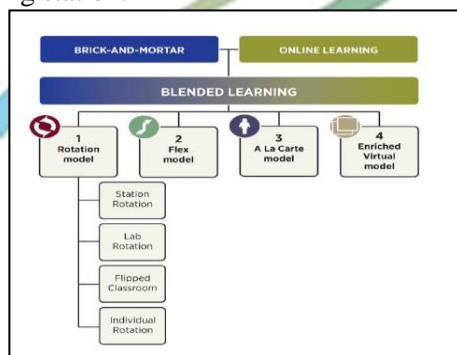 BRICK-AND-MORTAR
ONLINE LEARNING
BLENDED LEARNING
1
Rotation
model
2
Flex
model
3
A La Carte
model
4
Enriched
Virtual
model
Station
Rotation
Lab
Rotation
Flipped
Classroom
Individual
Rotation